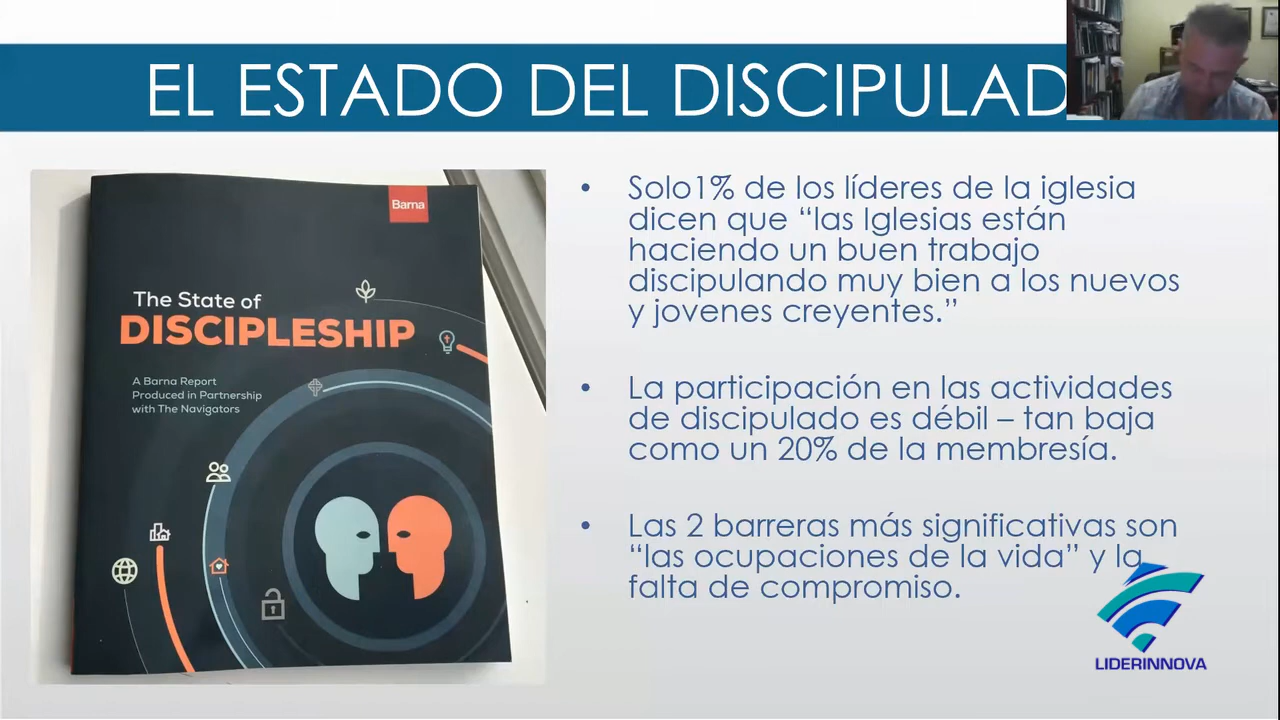 EL ESTADO DEL DISCIPULAD
Barna
The State of
DISCIPLESHIP
A Barna Report
Produced in Partnership
with The Navigators
• Solo1% de los líderes de la iglesia
dicen que “las Iglesias están
haciendo un buen trabajo
discipulando muy bien a los nuevos
y jovenes creyentes.”
• La participación en las actividades
de discipulado es débil – tan baja
como un 20% de la membresía.
• Las 2 barreras más significativas son
“las ocupaciones de la vida” y la
falta de compromiso.
LIDERINNOVA